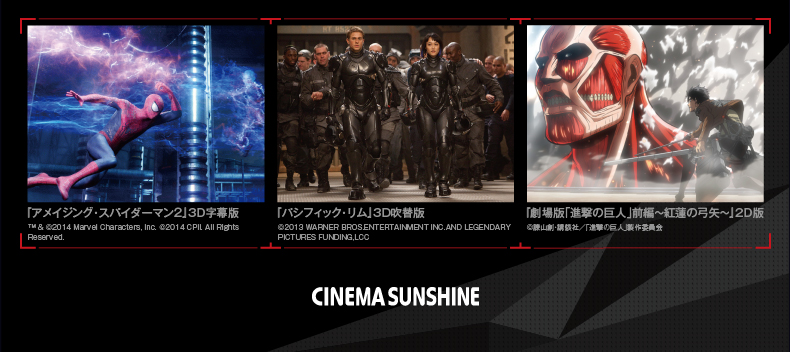 『アメイジング・スパイダーマン2』3D字幕版
™ & ©2014 Marvel Characters, Inc. ©2014 CPII. All Rights
Reserved.
『パシフィック・リム』3D吹替版
©2013 WARNER BROS.ENTERTAINMENT INC.AND LEGENDARY
PICTURES FUNDING,LCC
『劇場版「進撃の巨人」前編～紅蓮の弓矢～』2D版
©諫山創・講談社／「進撃の巨人」製作委員会
CINEMA SUNSHINE